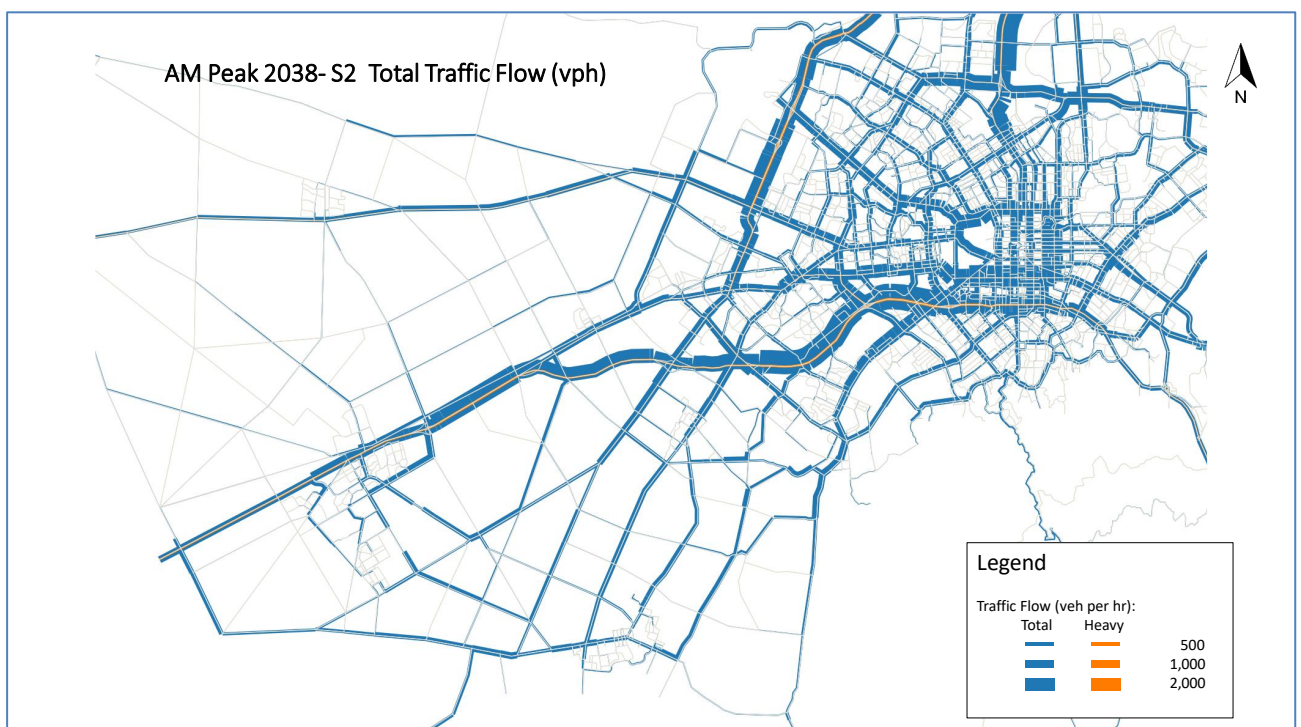 AM Peak 2038- S2 Total Traffic Flow (vph)
N
Legend
Traffic Flow (veh per hr):
Total Heavy
500
1,000
2,000